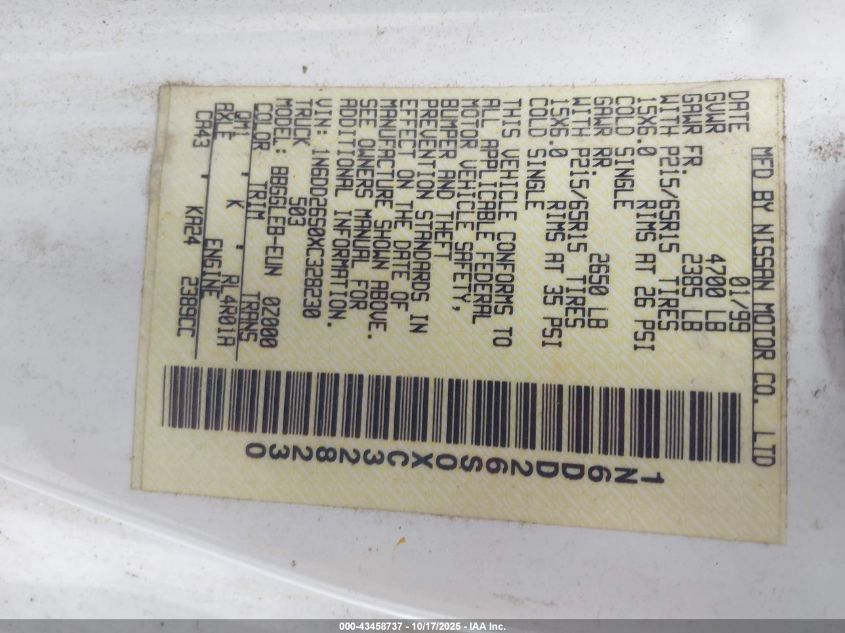 MFD BY NISSAN MOTOR CO. LTD
DATE 01/99
GVWR 4700 LB
GAWR FR. 2385 LB
WITH P215/65R15 TIRES
15X6.0 RIMS AT 26 PSI
COLD SINGLE
GAWR RR. 2650 LB
WITH P215/65R15 TIRES
15X6.0 RIMS AT 35 PSI
COLD SINGLE
THIS VEHICLE CONFORMS TO
ALL APPLICABLE FEDERAL
MOTOR VEHICLE SAFETY,
BUMPER AND THEFT
PREVENTION STANDARDS IN
EFFECT ON THE DATE OF
MANUFACTURE SHOWN ABOVE.
SEE OWNERS MANUAL FOR
ADDITIONAL INFORMATION.
VIN: 1N6DD26S0XC328230
TRUCK 503
MODEL: BBGGLEB-EUN 0Z000
COLOR TRIM TRANS
QM1 K RL4R01A
AXLE ENGINE
CA43 KA24 2389CC
1N6DD26S0XC328230
000-43458737 - 10/17/2025 - IAA Inc.